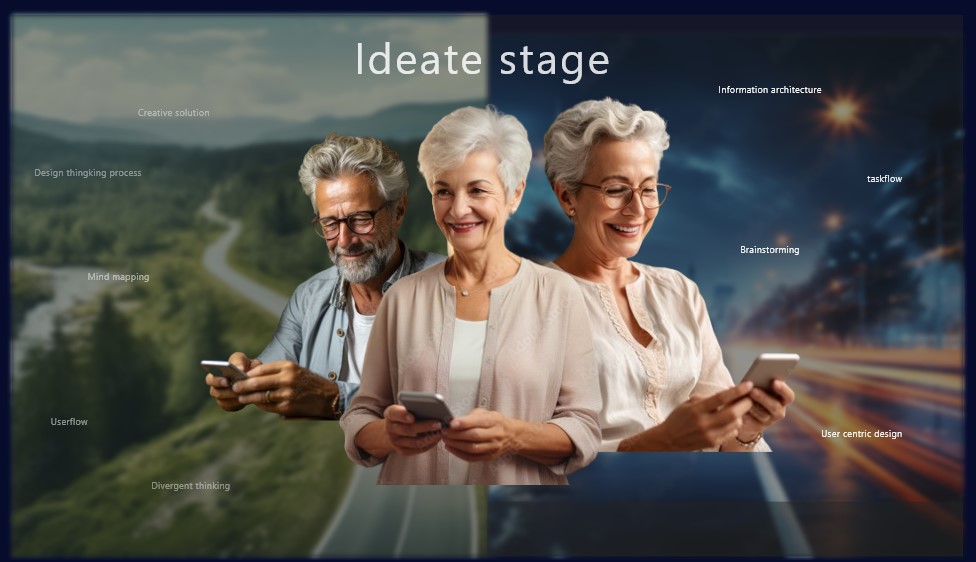 Ideate stage
Information architecture
Creative solution
Design thingking process
taskflow
Brainstorming
Mind mapping
Userflow
User centric design
Divergent thinking